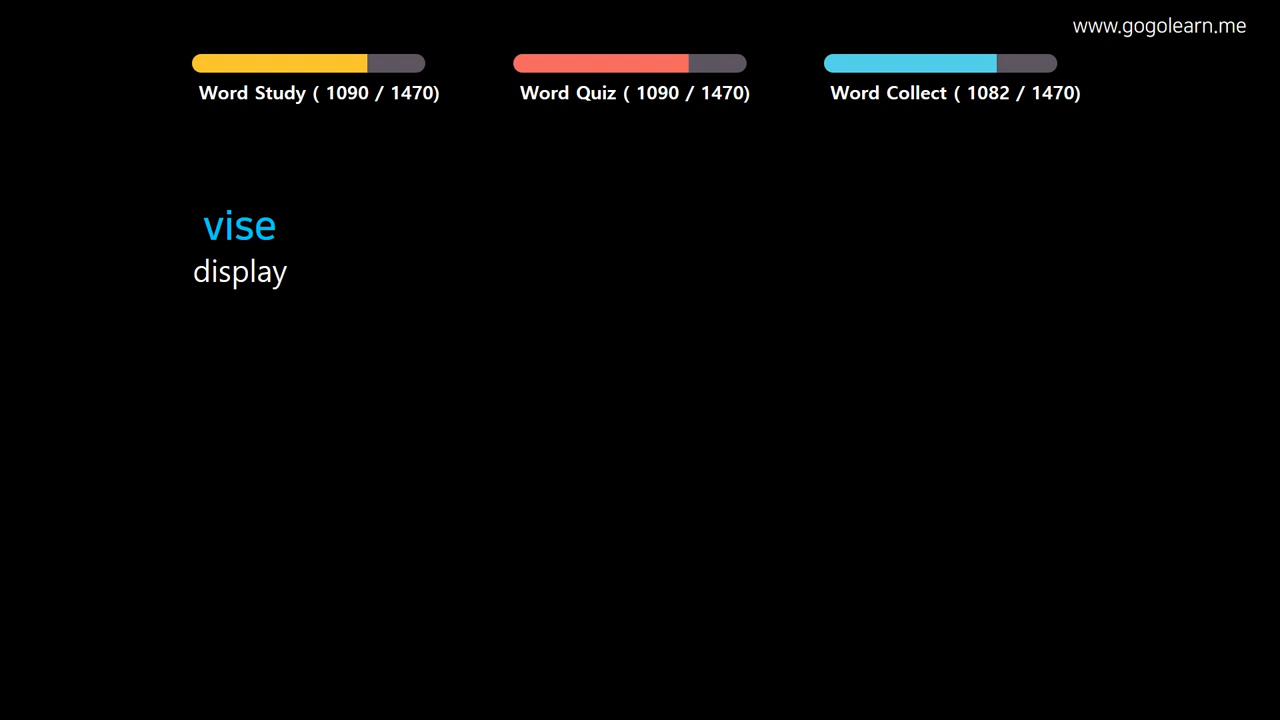 www.gogolearn.me
Word Study ( 1090 / 1470)
Word Quiz ( 1090 / 1470)
Word Collect ( 1082 / 1470)
vise
display